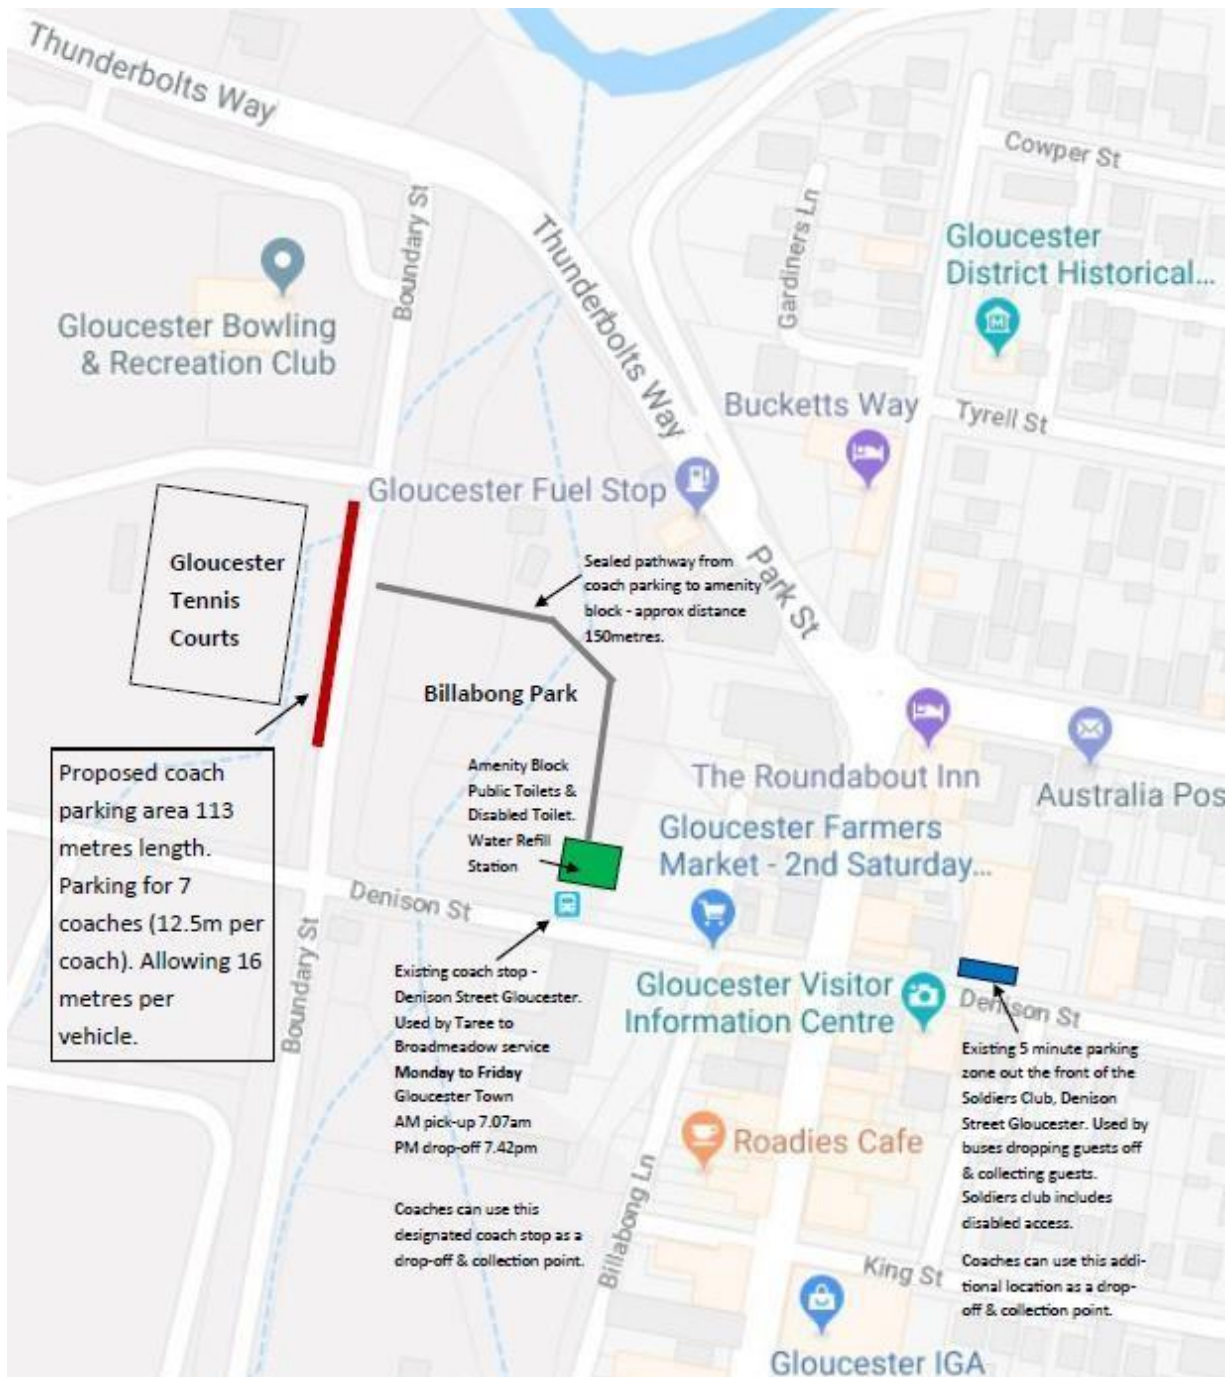 Thunderbolts Way
Boundary St
Thunderbolts Way
Gardiners Ln
Cowper St
Gloucester
District Historical...
Gloucester Bowling
& Recreation Club
Bucketts Way
Tyrell St
Gloucester Fuel Stop
Park St
Gloucester
Tennis
Courts
Sealed pathway from
coach parking to amenity
block - approx distance
150metres.
Billabong Park
Proposed coach
parking area 113
metres length.
Parking for 7
coaches (12.5m per
coach). Allowing 16
metres per
vehicle.
Amenity Block
Public Toilets &
Disabled Toilet.
Water Refill
Station
The Roundabout Inn
Australia Pos
Gloucester Farmers
Market - 2nd Saturday...
Denison St
Boundary St
Existing coach stop -
Denison Street Gloucester.
Used by Taree to
Broadmeadow service
Monday to Friday
Gloucester Town
AM pick-up 7.07am
PM drop-off 7.42pm
Coaches can use this
designated coach stop as a
drop-off & collection point.
Gloucester Visitor
Information Centre
Denison St
Existing 5 minute parking
zone out the front of the
Soldiers Club, Denison
Street Gloucester. Used by
buses dropping guests off
& collecting guests.
Soldiers club includes
disabled access.
Coaches can use this addi-
tional location as a drop-
off & collection point.
Roadies Cafe
Billabong Ln
King St
Gloucester IGA